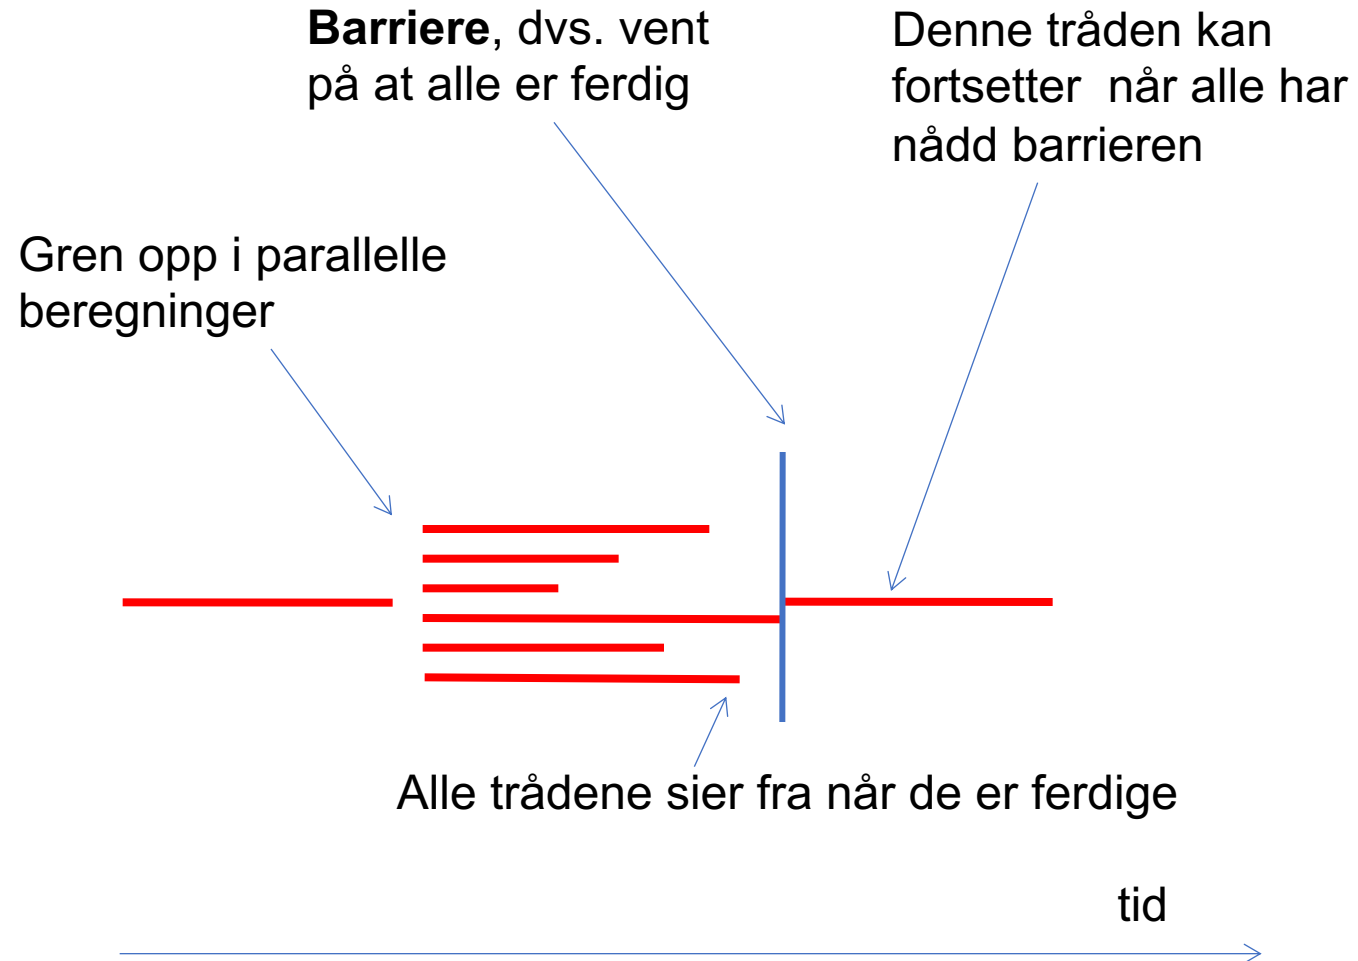 Barriere, dvs. vent
på at alle er ferdig
Denne tråden kan
fortsetter  når alle har
nådd barrieren
Gren opp i parallelle
beregninger
Alle trådene sier fra når de er ferdige
tid